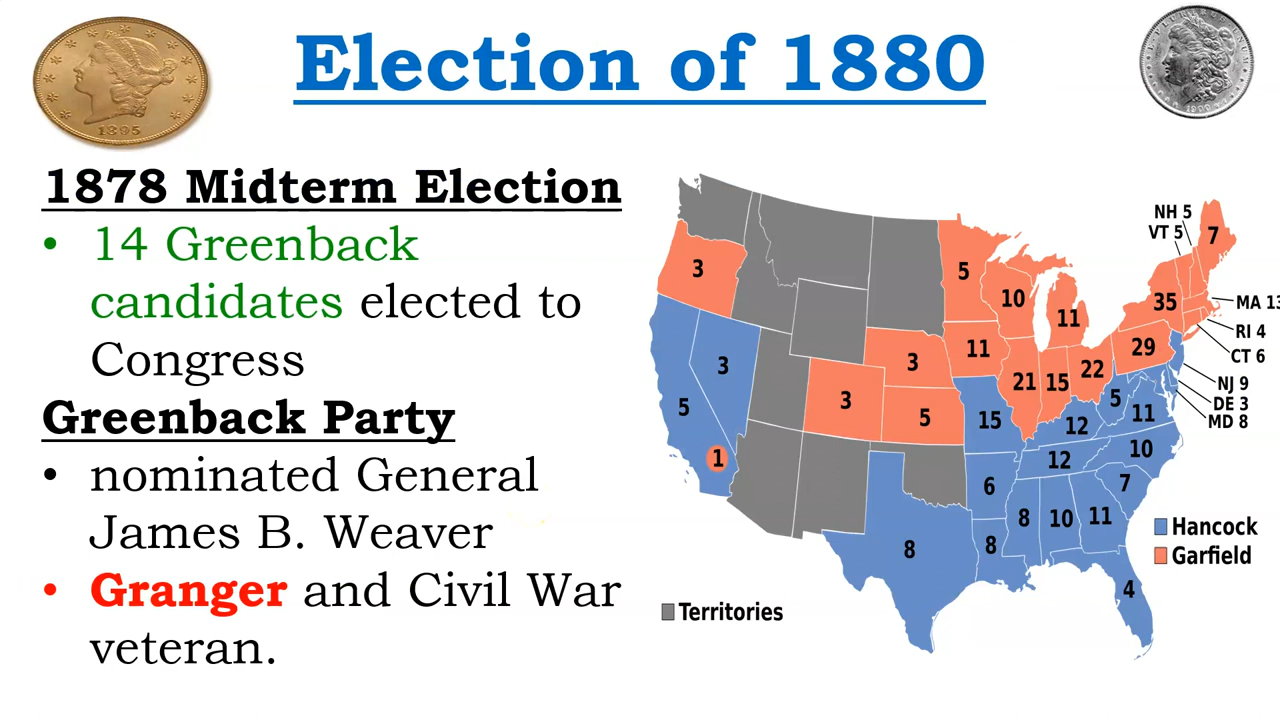 Election of 1880
1895
1900
1878 Midterm Election
• 14 Greenback
candidates elected to
Congress
Greenback Party
• nominated General
James B. Weaver
• Granger and Civil War
veteran.
NH 5
VT 5
7
3
5
10
11
35
MA 13
RI 4
CT 6
29
3
11
22
21
15
3
3
5
NJ 9
DE 3
MD 8
5
11
5
15
12
1
12
10
6
7
8
10
11
8
8
4
Hancock
Garfield
Territories